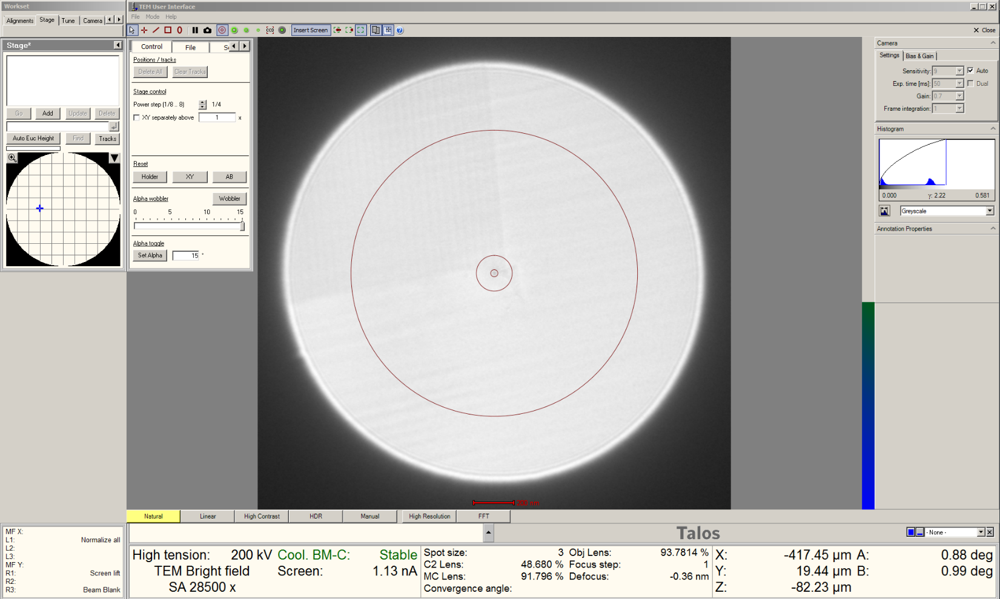 Workset
Alignments Stage Tune Camera
Stage²
Go Add Update Delete
Auto Euc Height Find Tracks
TEM User Interface
File Mode Help
Insert Screen
Close
Control File
Positions / tracks
Delete All Clear Tracks
Stage control
Power step (1/8 .. 8) 1/4
XY separately above 1 x
Reset
Holder XY AB
Alpha wobbler Wobbler
0 5 10 15
Alpha toggle
Set Alpha 15 °
Camera
Settings Bias & Gain
Sensitivity: 9 Auto
Exp. time [ms]: 50 Dual
Gain: 0.7
Frame integration: 1
Histogram
0.000 γ: 2.22 0.581
Greyscale
Annotation Properties
200 nm
Natural Linear High Contrast HDR Manual High Resolution FFT
Talos
- None -
MF X:
L1: Normalize all
L2:
L3:
MF Y:
R1: Screen lift
R2:
R3: Beam Blank
High tension: 200 kV Cool. BM-C: Stable
TEM Bright field Screen: 1.13 nA
SA 28500 x
Spot size: 3 Obj Lens: 93.7814 %
C2 Lens: 48.680 % Focus step: 1
MC Lens: 91.796 % Defocus: -0.36 nm
Convergence angle:
X: -417.45 µm A: 0.88 deg
Y: 19.44 µm B: 0.99 deg
Z: -82.23 µm